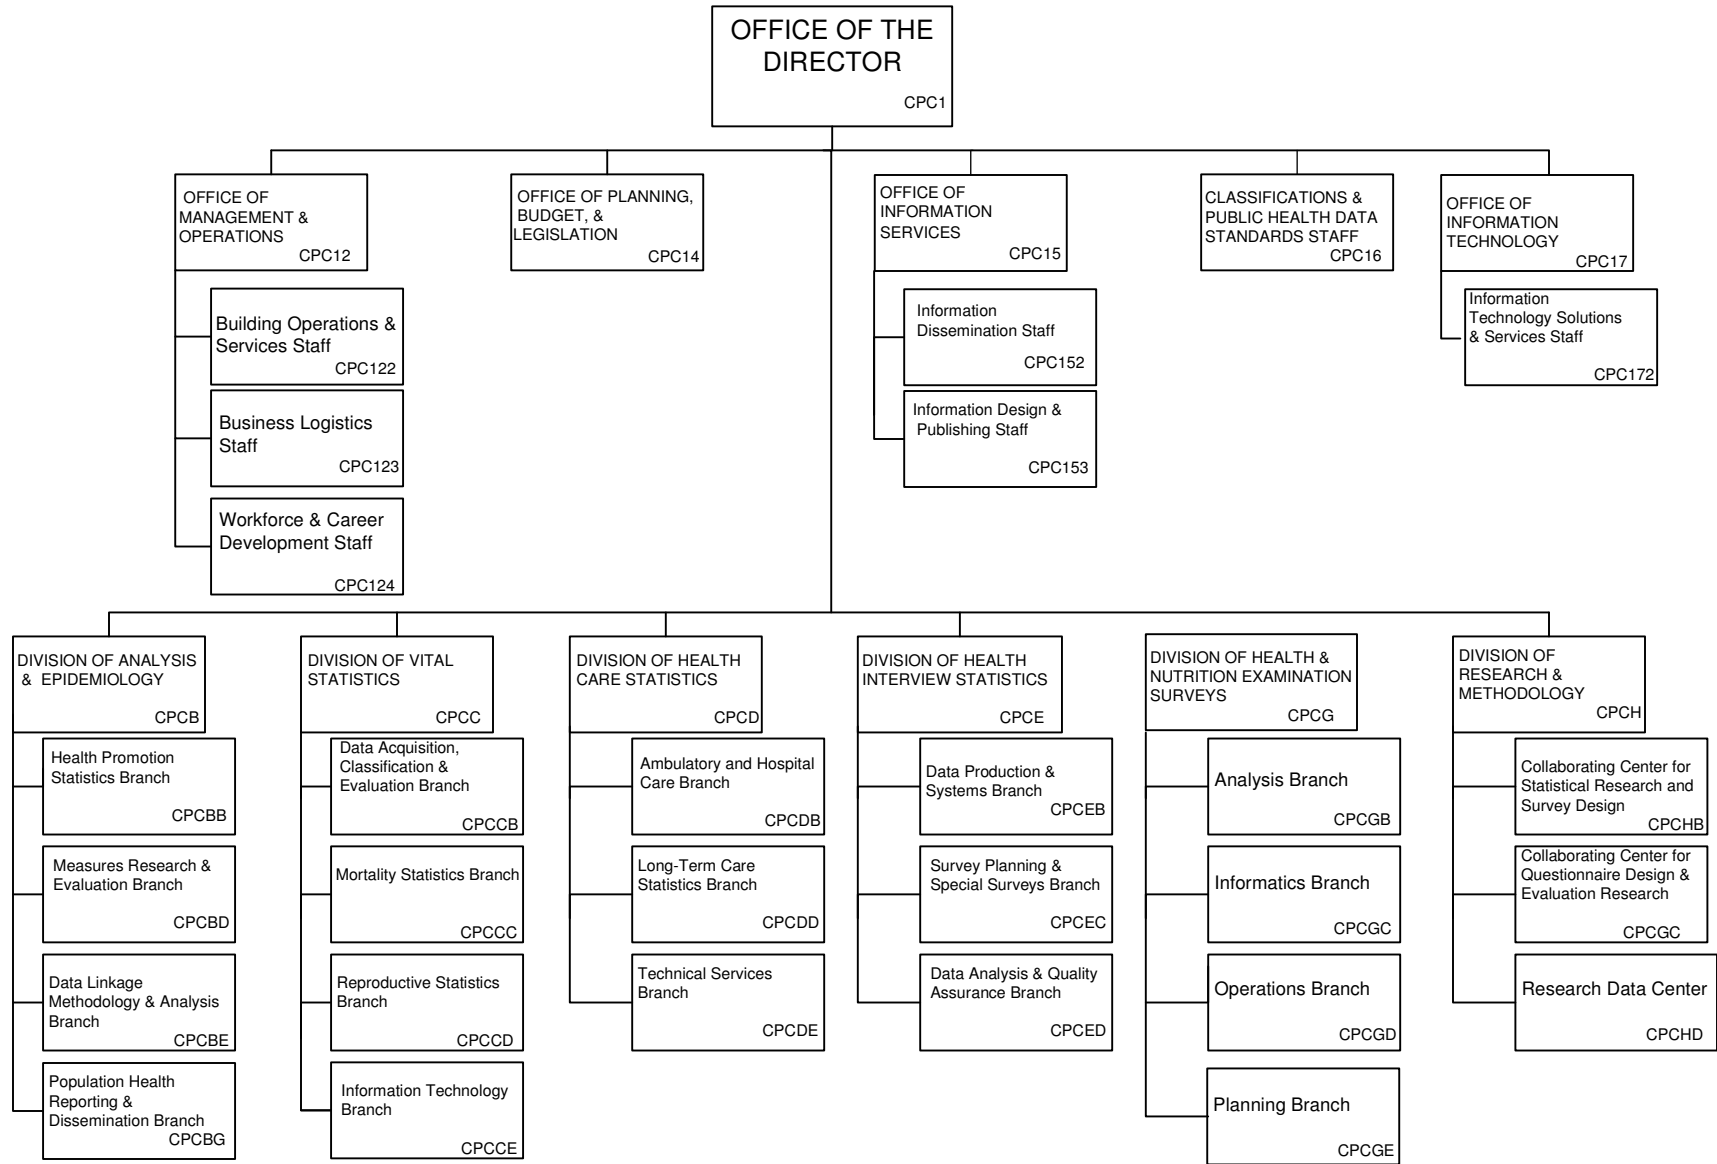 OFFICE OF THE
DIRECTOR
CPC1
OFFICE OF
MANAGEMENT &
OPERATIONS
CPC12
OFFICE OF PLANNING,
BUDGET, &
LEGISLATION
CPC14
OFFICE OF
INFORMATION
SERVICES
CPC15
CLASSIFICATIONS &
PUBLIC HEALTH DATA
STANDARDS STAFF
CPC16
OFFICE OF
INFORMATION
TECHNOLOGY
CPC17
Building Operations &
Services Staff
CPC122
Business Logistics
Staff
CPC123
Workforce & Career
Development Staff
CPC124
Information
Dissemination Staff
CPC152
Information Design &
Publishing Staff
CPC153
Information
Technology Solutions
& Services Staff
CPC172
DIVISION OF ANALYSIS
& EPIDEMIOLOGY
CPCB
Health Promotion
Statistics Branch
CPCBB
Measures Research &
Evaluation Branch
CPCBD
Data Linkage
Methodology & Analysis
Branch
CPCBE
Population Health
Reporting &
Dissemination Branch
CPCBG
DIVISION OF VITAL
STATISTICS
CPCC
Data Acquisition,
Classification &
Evaluation Branch
CPCCB
Mortality Statistics Branch
CPCCC
Reproductive Statistics
Branch
CPCCD
Information Technology
Branch
CPCCE
DIVISION OF HEALTH
CARE STATISTICS
CPCD
Ambulatory and Hospital
Care Branch
CPCDB
Long-Term Care
Statistics Branch
CPCDD
Technical Services
Branch
CPCDE
DIVISION OF HEALTH
INTERVIEW STATISTICS
CPCE
Data Production &
Systems Branch
CPCEB
Survey Planning &
Special Surveys Branch
CPCEC
Data Analysis & Quality
Assurance Branch
CPCED
DIVISION OF HEALTH &
NUTRITION EXAMINATION
SURVEYS
CPCG
Analysis Branch
CPCGB
Informatics Branch
CPCGC
Operations Branch
CPCGD
Planning Branch
CPCGE
DIVISION OF
RESEARCH &
METHODOLOGY
CPCH
Collaborating Center for
Statistical Research and
Survey Design
CPCHB
Collaborating Center for
Questionnaire Design &
Evaluation Research
CPCGC
Research Data Center
CPCHD